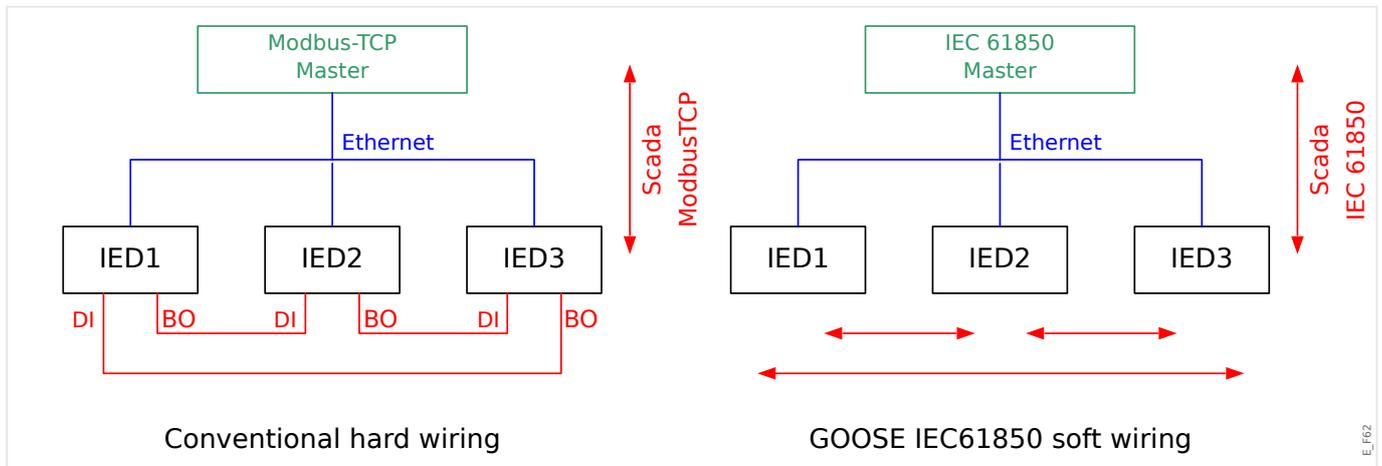 Modbus-TCP
Master
Ethernet
Scada
ModbusTCP
IED1
IED2
IED3
DI
BO
DI
BO
DI
BO
Conventional hard wiring
IEC 61850
Master
Ethernet
Scada
IEC 61850
IED1
IED2
IED3
GOOSE IEC61850 soft wiring
E_F62